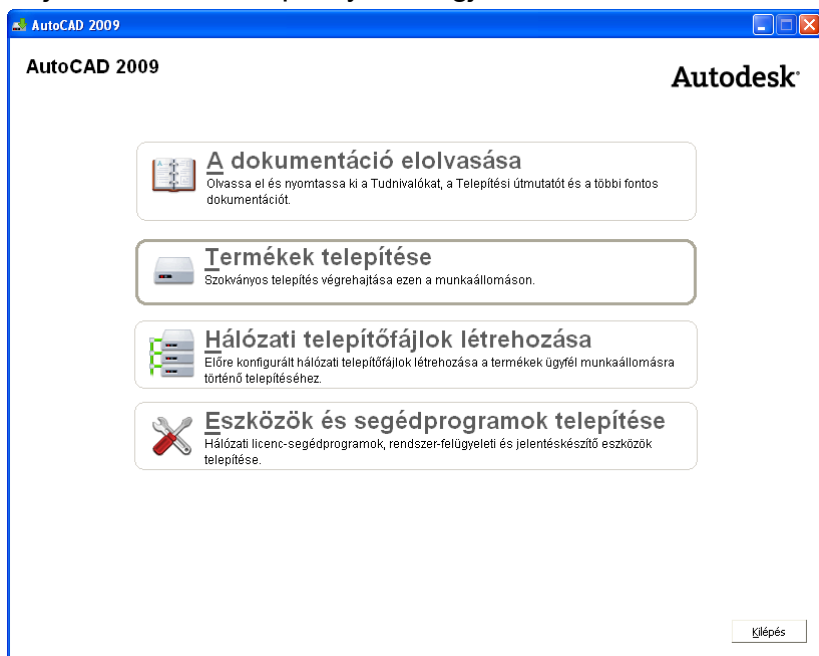 AutoCAD 2009
AutoCAD 2009
Autodesk
A dokumentáció elolvasása
Olvassa el és nyomtassa ki a Tudnivalókat, a Telepítési útmutatót és a többi fontos
dokumentációt.
Termékek telepítése
Szokványos telepítés végrehajtása ezen a munkaállomáson.
Hálózati telepítőfájlok létrehozása
Előre konfigurált hálózati telepítőfájlok létrehozása a termékek ügyfél munkaállomásra
történő telepítéséhez.
Eszközök és segédprogramok telepítése
Hálózati licenc-segédprogramok, rendszer-felügyeleti és jelentéskészítő eszközök
telepítése.
Kilépés